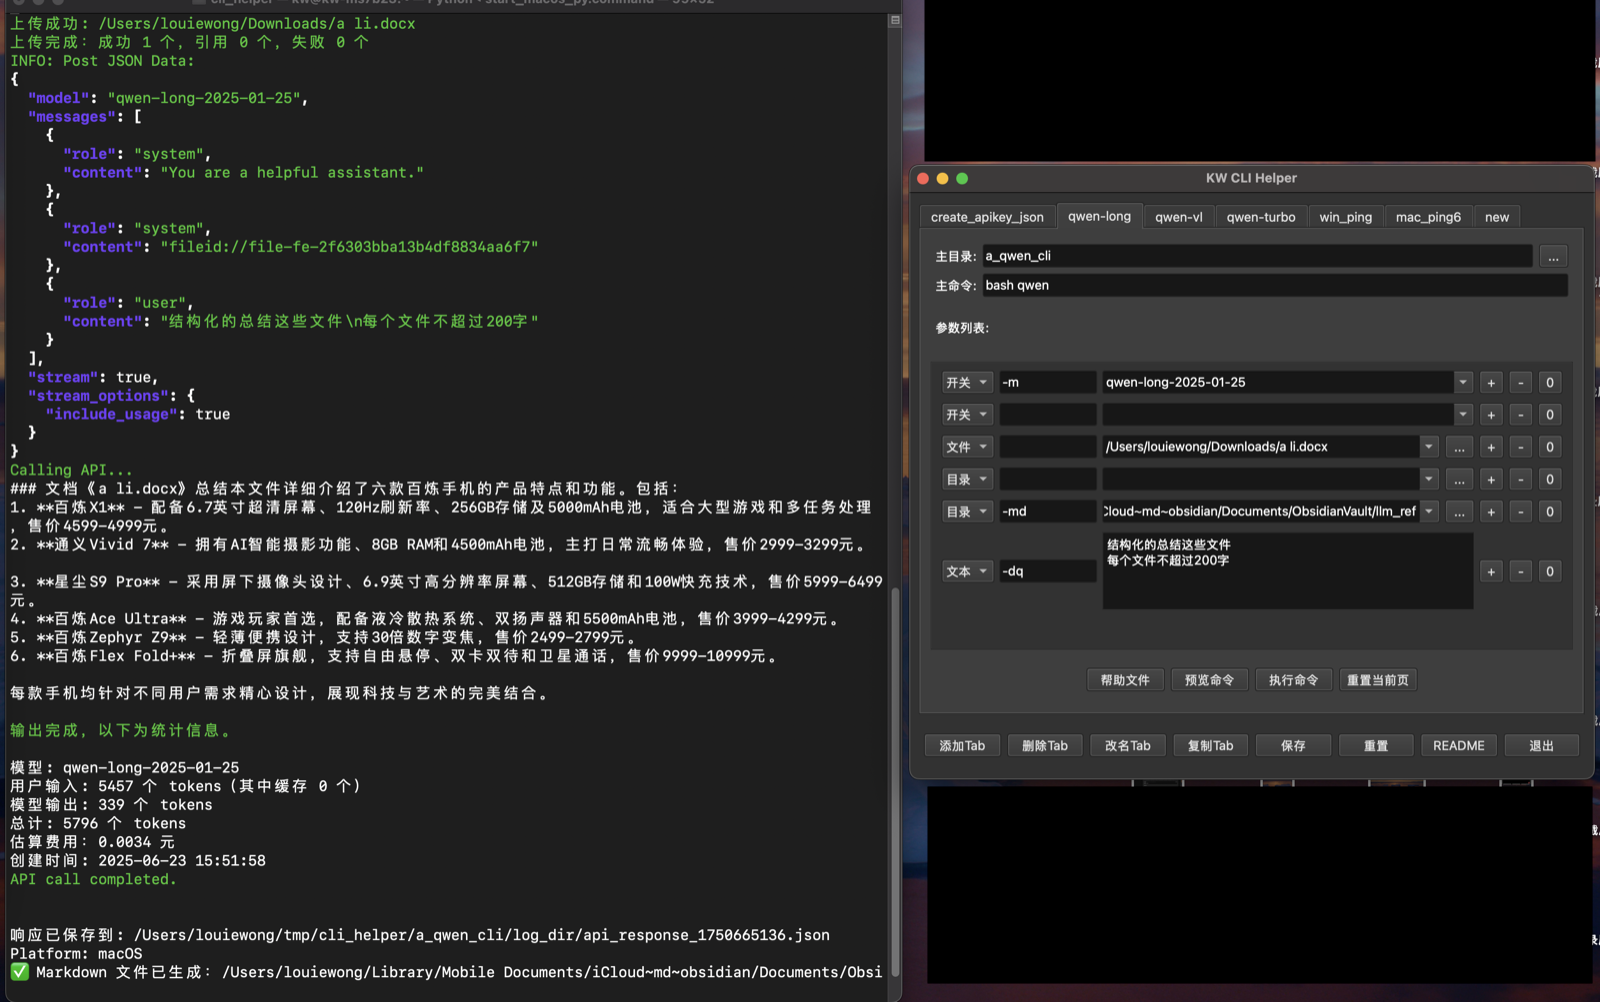 上传成功: /Users/louiewong/Downloads/a li.docx
上传完成: 成功 1 个, 引用 0 个, 失败 0 个
INFO: Post JSON Data:
{
"model": "qwen-long-2025-01-25",
"messages": [
{
"role": "system",
"content": "You are a helpful assistant."
},
{
"role": "system",
"content": "fileid://file-fe-2f6303bba13b4df8834aa6f7"
},
{
"role": "user",
"content": "结构化的总结这些文件\n每个文件不超过200字"
}
],
"stream": true,
"stream_options": {
"include_usage": true
}
}
Calling API...
### 文档《a li.docx》总结本文件详细介绍了六款百炼手机的产品特点和功能。包括:
1. **百炼X1** – 配备6.7英寸超清屏幕、120Hz刷新率、256GB存储及5000mAh电池, 适合大型游戏和多任务处理
, 售价4599–4999元。
2. **通义Vivid 7** – 拥有AI智能摄影功能、8GB RAM和4500mAh电池, 主打日常流畅体验, 售价2999–3299元。
3. **星尘S9 Pro** – 采用屏下摄像头设计、6.9英寸高分辨率屏幕、512GB存储和100W快充技术, 售价5999–6499
元。
4. **百炼Ace Ultra** – 游戏玩家首选, 配备液冷散热系统、双扬声器和5500mAh电池, 售价3999–4299元。
5. **百炼Zephyr Z9** – 轻薄便携设计, 支持30倍数字变焦, 售价2499–2799元。
6. **百炼Flex Fold+** – 折叠屏旗舰, 支持自由悬停、双卡双待和卫星通话, 售价9999–10999元。
每款手机均针对不同用户需求精心设计, 展现科技与艺术的完美结合。
输出完成, 以下为统计信息。
模型: qwen-long-2025-01-25
用户输入: 5457 个 tokens (其中缓存 0 个)
模型输出: 339 个 tokens
总计: 5796 个 tokens
估算费用: 0.0034 元
创建时间: 2025-06-23 15:51:58
API call completed.
响应已保存到: /Users/louiewong/tmp/cli_helper/a_qwen_cli/log_dir/api_response_1750665136.json
Platform: macOS
✅ Markdown 文件已生成: /Users/louiewong/Library/Mobile Documents/iCloud~md~obsidian/Documents/Obsi
KW CLI Helper
create_apikey_json qwen-long qwen-vl qwen-turbo win_ping mac_ping6 new
主目录: a_qwen_cli ...
主命令: bash qwen
参数列表:
开关 -m qwen-long-2025-01-25 + - 0
开关 + - 0
文件 /Users/louiewong/Downloads/a li.docx ... + - 0
目录 ... + - 0
目录 -md Cloud~md~obsidian/Documents/ObsidianVault/llm_ref ... + - 0
文本 -dq 结构化的总结这些文件
每个文件不超过200字 + - 0
帮助文件 预览命令 执行命令 重置当前页
添加Tab 删除Tab 改名Tab 复制Tab 保存 重置 README 退出